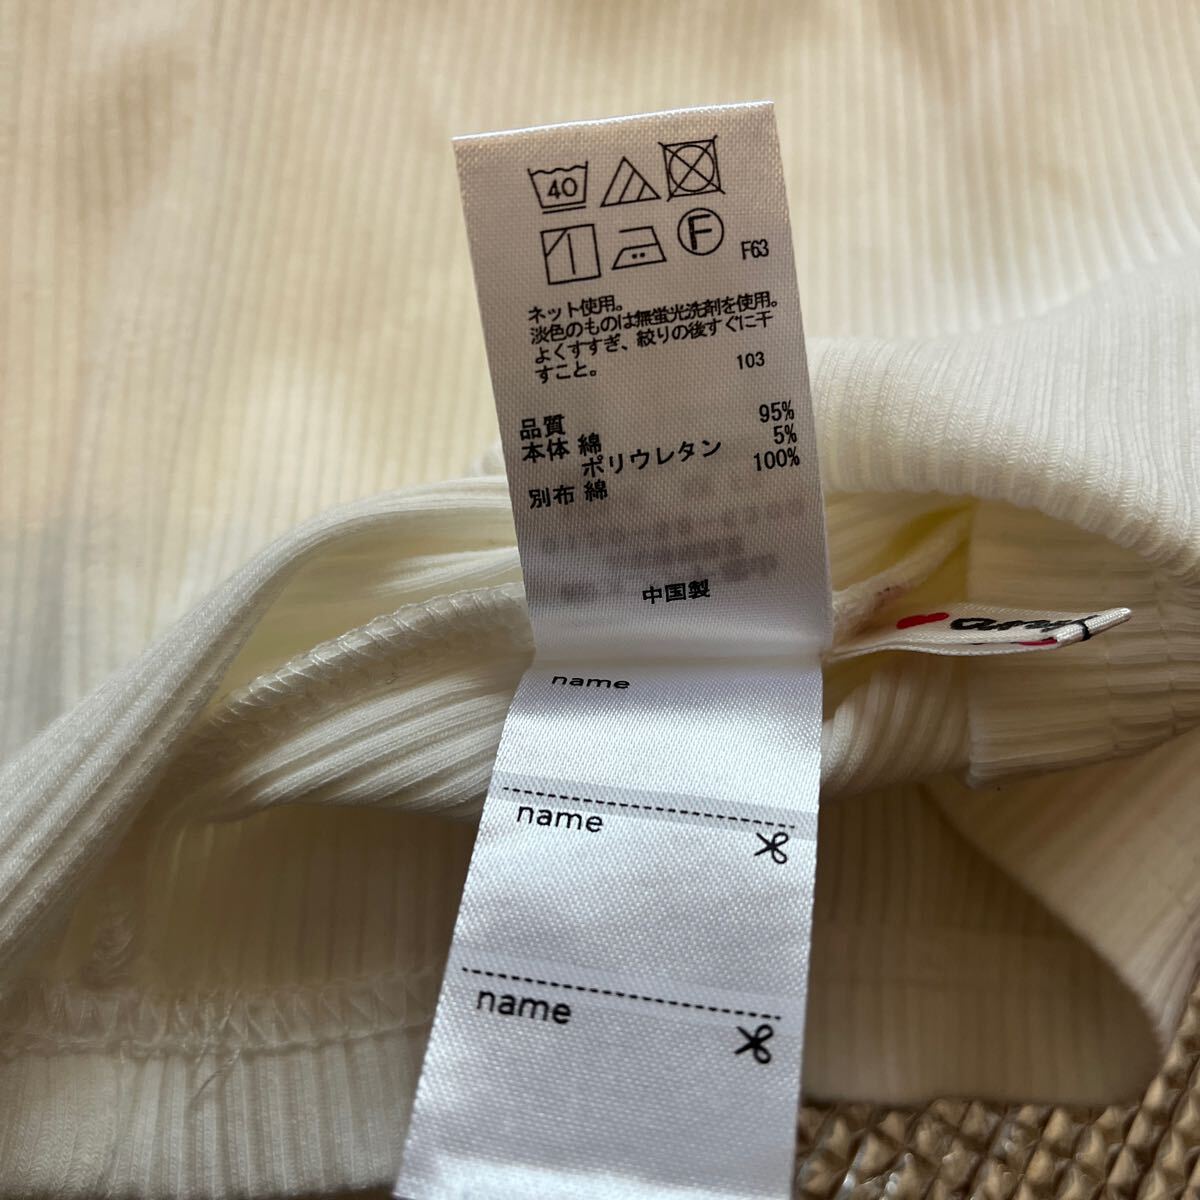 40
F
F63
ネット使用。
淡色のものは無蛍光洗剤を使用。
よくすすぎ、絞りの後すぐに干
すこと。
103
品質
本体 綿 95%
ポリウレタン 5%
別布 綿 100%
中国製
name
name
name